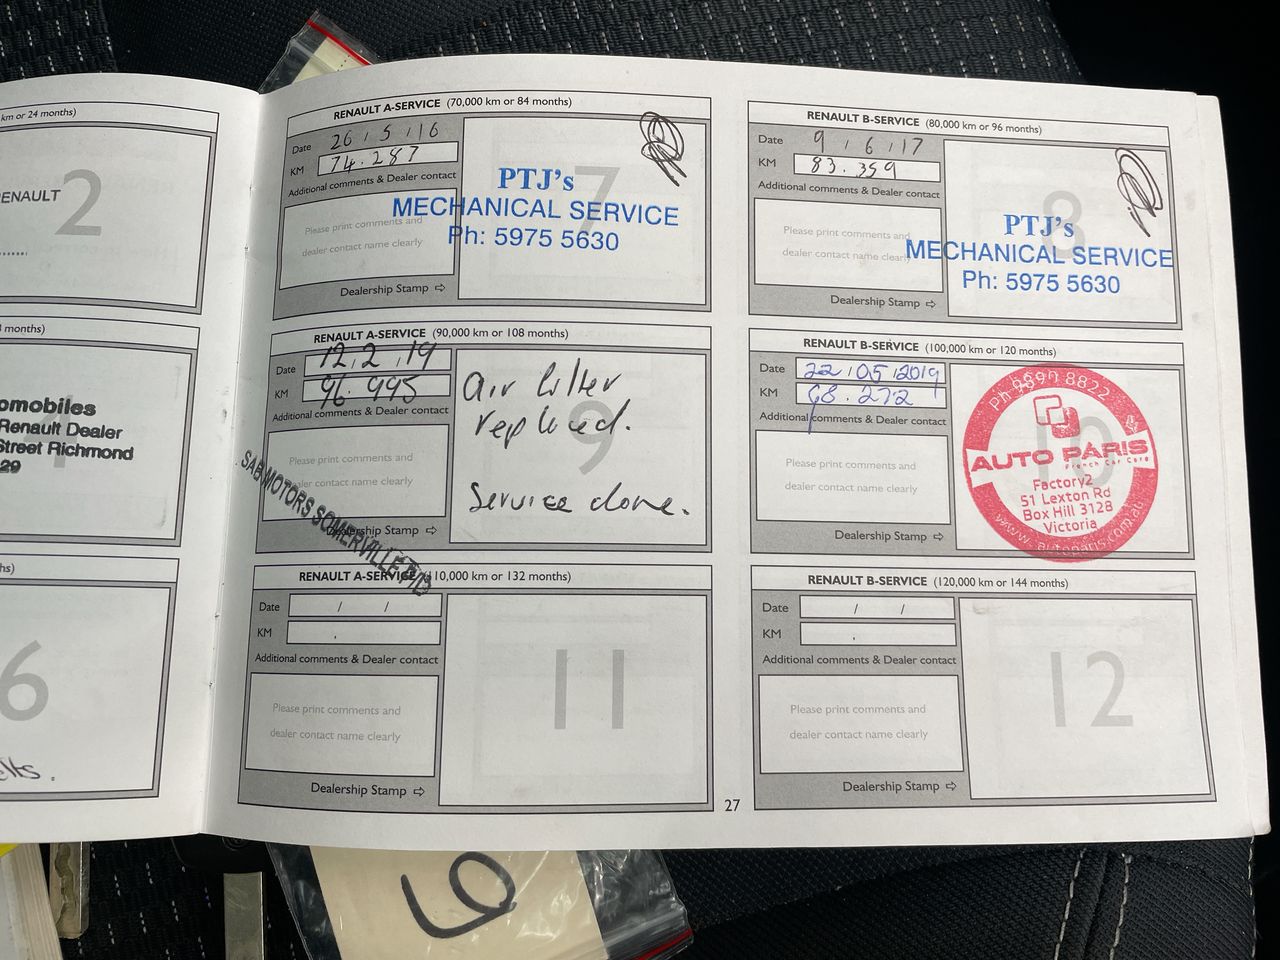 km or 24 months)
2
ENAULT
months)
omobiles
Renault Dealer
Street Richmond
29
hs)
6
RENAULT A-SERVICE (70,000 km or 84 months)
Date 26 / 5 / 16
KM 74.287
Additional comments & Dealer contact
Please print comments and
dealer contact name clearly
Dealership Stamp ⇨
7
PTJ's
MECHANICAL SERVICE
Ph: 5975 5630
RENAULT B-SERVICE (80,000 km or 96 months)
Date 9 / 6 / 17
KM 83.359
Additional comments & Dealer contact
Please print comments and
dealer contact name clearly
Dealership Stamp ⇨
8
PTJ's
MECHANICAL SERVICE
Ph: 5975 5630
RENAULT A-SERVICE (90,000 km or 108 months)
Date 12.2.19
KM 96.995
Additional comments & Dealer contact
Please print comments and
dealer contact name clearly
Dealership Stamp ⇨
9
air filter
replaced.
Service done.
SAB MOTORS SOMERVILLE P/L
RENAULT B-SERVICE (100,000 km or 120 months)
Date 22/05/2019
KM 98.272
Additional comments & Dealer contact
Please print comments and
dealer contact name clearly
Dealership Stamp ⇨
10
Ph 9897 8822
AUTO PARIS
French Car Care
Factory2
51 Lexton Rd
Box Hill 3128
Victoria
www.autoparis.com.au
RENAULT A-SERVICE (110,000 km or 132 months)
Date / /
KM .
Additional comments & Dealer contact
Please print comments and
dealer contact name clearly
Dealership Stamp ⇨
11
RENAULT B-SERVICE (120,000 km or 144 months)
Date / /
KM .
Additional comments & Dealer contact
Please print comments and
dealer contact name clearly
Dealership Stamp ⇨
12
27